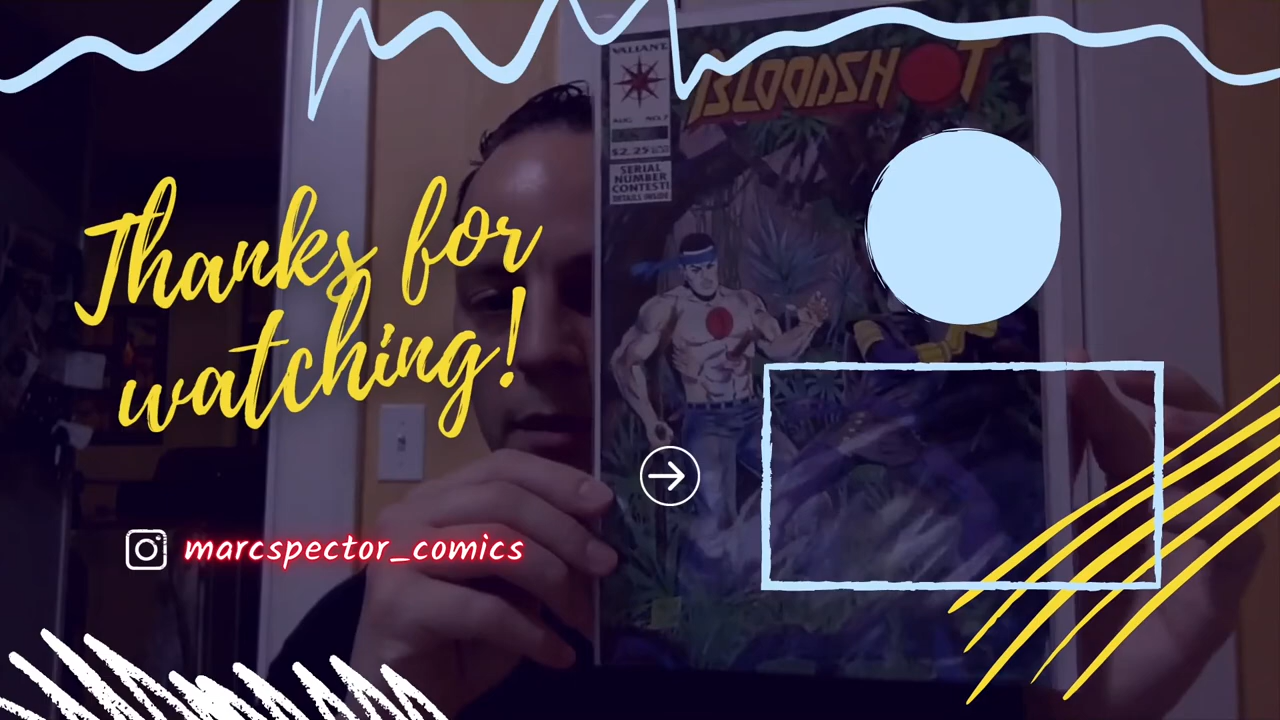 VALIANT
BLOODSHOT
AUG NO.7
$2.25
SERIAL
NUMBER
CONTEST!
DETAILS INSIDE
Thanks for
watching!
marcspector_comics